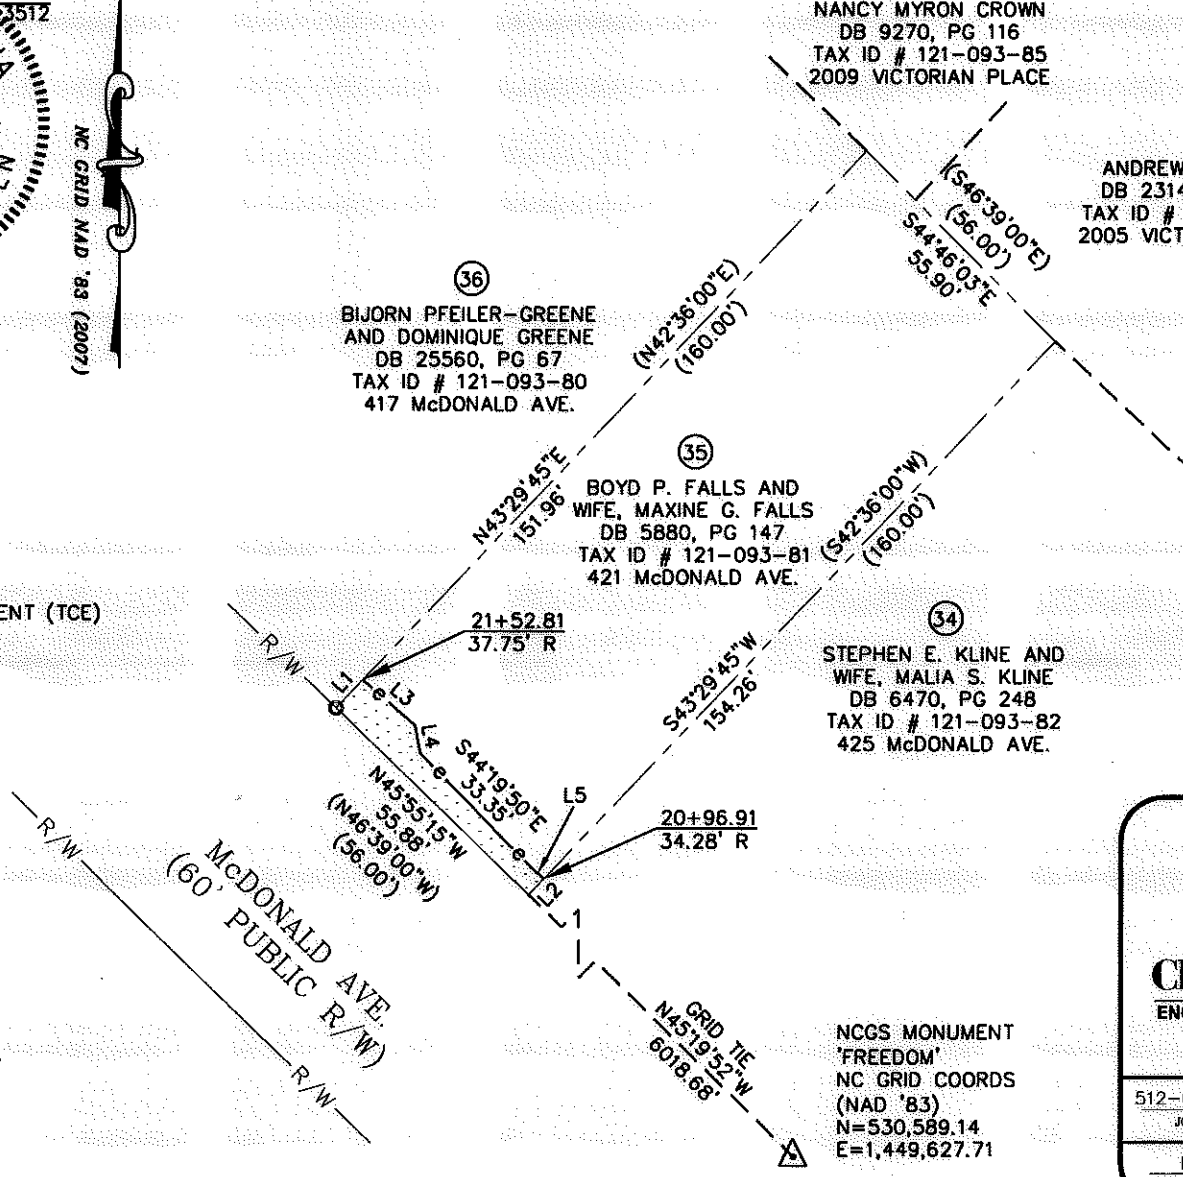 3512
NC GRID NAD '83 (2007)
NANCY MYRON CROWN
DB 9270, PG 116
TAX ID # 121-093-85
2009 VICTORIAN PLACE
ANDREW
DB 2314
TAX ID #
2005 VICT
(S46°39'00"E)
(56.00')
S44°46'03"E
55.90'
36
BIJORN PFEILER-GREENE
AND DOMINIQUE GREENE
DB 25560, PG 67
TAX ID # 121-093-80
417 McDONALD AVE.
(N42°36'00"E)
(160.00')
N43°29'45"E
151.96'
35
BOYD P. FALLS AND
WIFE, MAXINE G. FALLS
DB 5880, PG 147
TAX ID # 121-093-81
421 McDONALD AVE.
(S42°36'00"W)
(160.00')
S43°29'45"W
154.26'
34
STEPHEN E. KLINE AND
WIFE, MALIA S. KLINE
DB 6470, PG 248
TAX ID # 121-093-82
425 McDONALD AVE.
ENT (TCE)
21+52.81
37.75' R
R/W
L1
e
L3
L4
e
S44°19'50"E
33.35'
e
L5
20+96.91
34.28' R
N45°55'15"W
55.88'
(N46°39'00"W)
(56.00')
L2
1
R/W
McDONALD AVE.
(60' PUBLIC R/W)
R/W
GRID TIE
N45°19'52"W
6018.68'
NCGS MONUMENT
'FREEDOM'
NC GRID COORDS
(NAD '83)
N=530,589.14
E=1,449,627.71
EN
512-